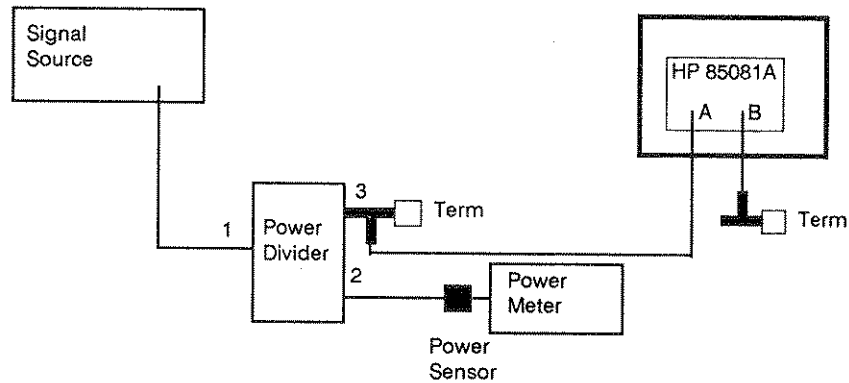 Signal
Source
HP 85081A
A B
3
Term
Term
1
Power
Divider
2
Power
Meter
Power
Sensor